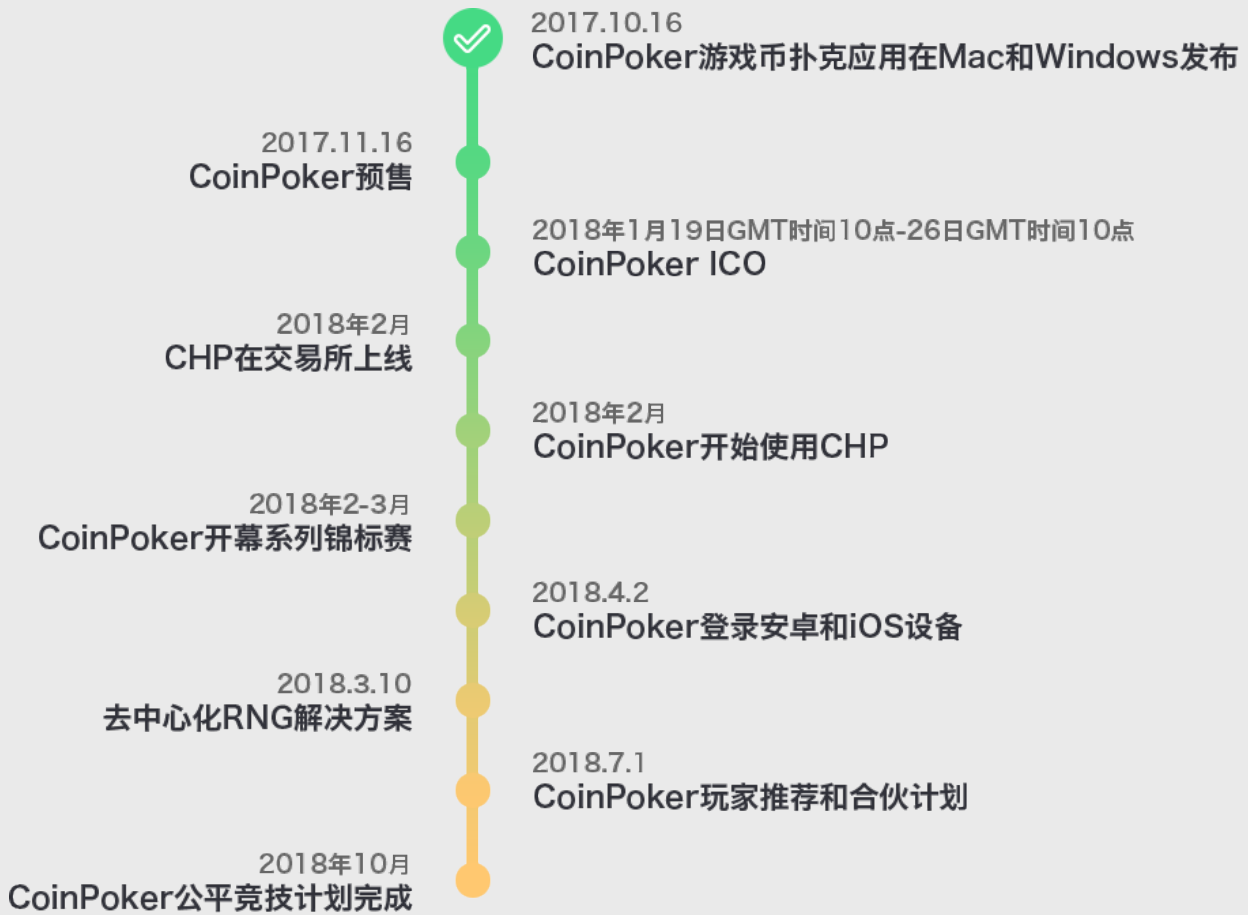 2017.10.16
CoinPoker游戏币扑克应用在Mac和Windows发布
2017.11.16
CoinPoker预售
2018年1月19日GMT时间10点-26日GMT时间10点
CoinPoker ICO
2018年2月
CHP在交易所上线
2018年2月
CoinPoker开始使用CHP
2018年2-3月
CoinPoker开幕系列锦标赛
2018.4.2
CoinPoker登录安卓和iOS设备
2018.3.10
去中心化RNG解决方案
2018.7.1
CoinPoker玩家推荐和合伙计划
2018年10月
CoinPoker公平竞技计划完成